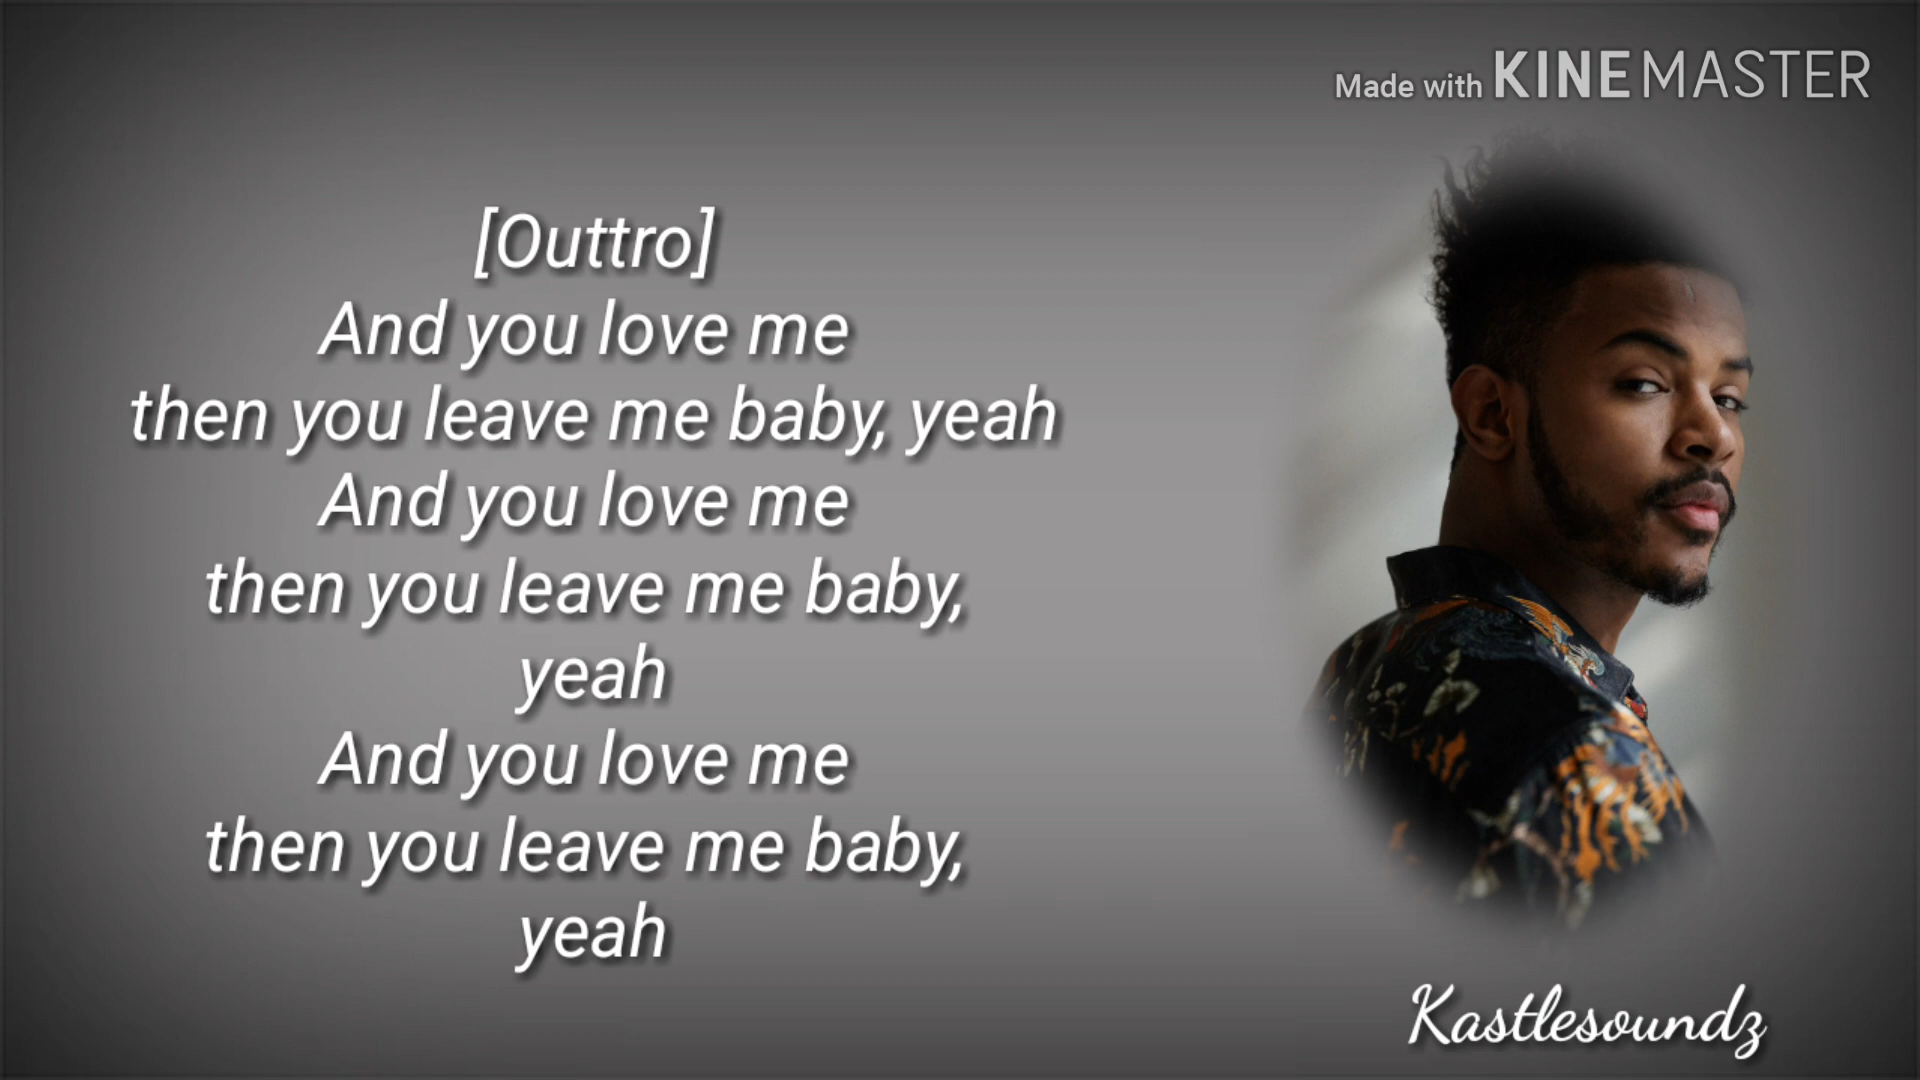 Made with KINEMASTER
[Outtro]
And you love me
then you leave me baby, yeah
And you love me
then you leave me baby,
yeah
And you love me
then you leave me baby,
yeah
Kastlesoundz